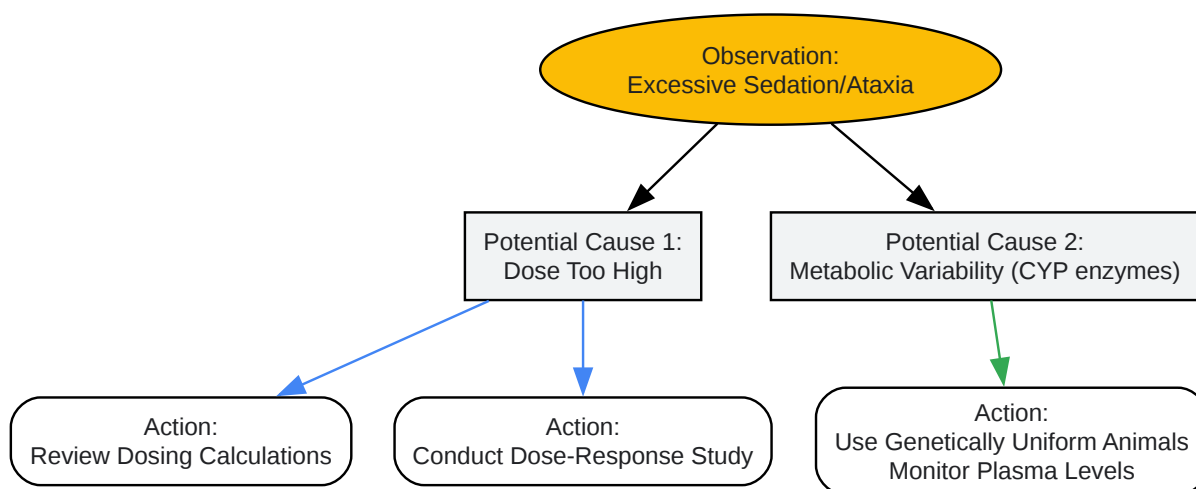 Observation:
Excessive Sedation/Ataxia
Potential Cause 1:
Dose Too High
Potential Cause 2:
Metabolic Variability (CYP enzymes)
Action:
Review Dosing Calculations
Action:
Conduct Dose-Response Study
Action:
Use Genetically Uniform Animals
Monitor Plasma Levels